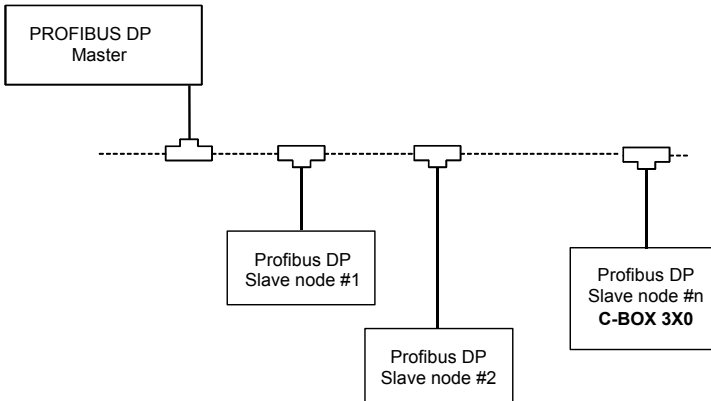 PROFIBUS DP
Master
Profibus DP
Slave node #1
Profibus DP
Slave node #2
Profibus DP
Slave node #n
C-BOX 3X0